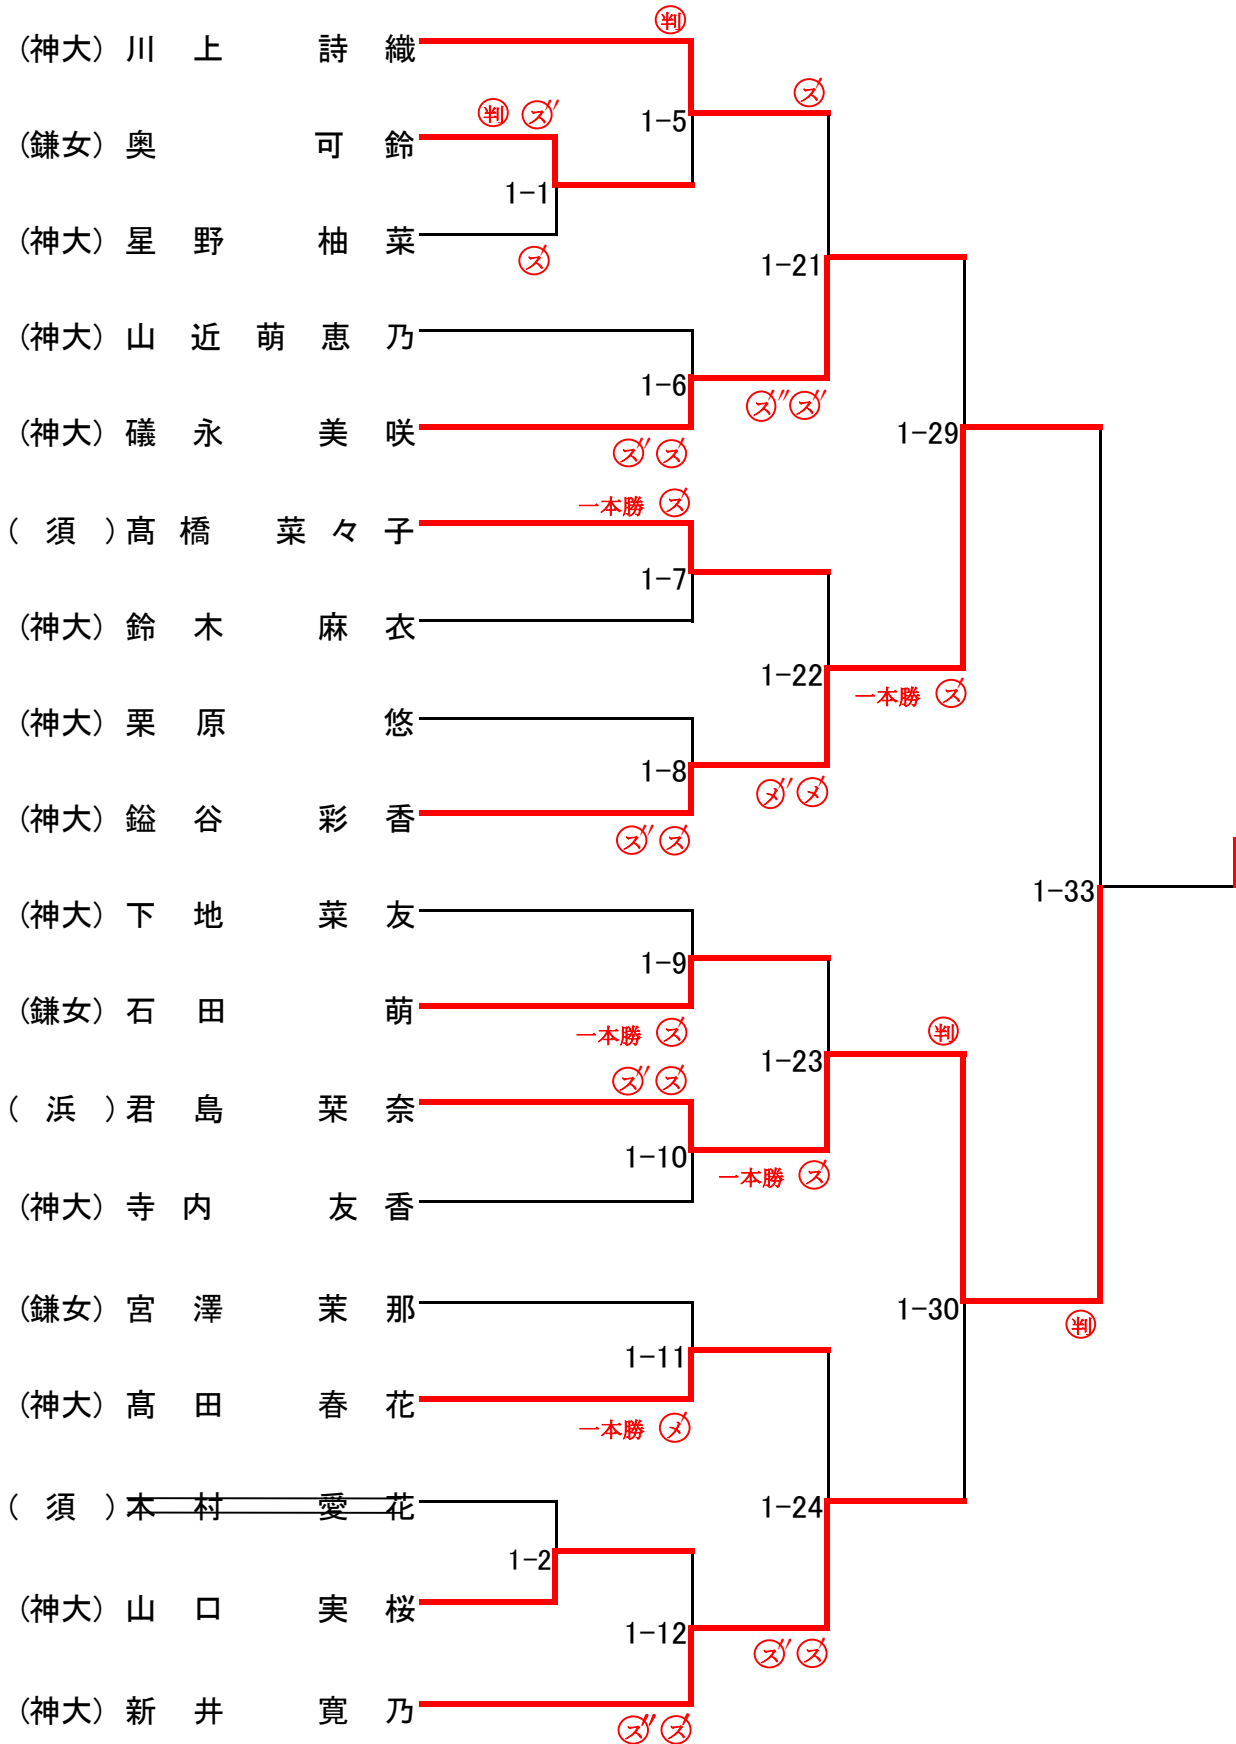 判
(神大) 川上 詩織
ス
判 ス
1-5
(鎌女) 奥 可鈴
1-1
(神大) 星野 柚菜
ス
1-21
(神大) 山近萌恵乃
1-6
ス ス
(神大) 礒永 美咲
1-29
ス ス
一本勝 ス
( 須 ) 髙橋 菜々子
1-7
(神大) 鈴木 麻衣
1-22
一本勝 ス
(神大) 栗原 悠
1-8
メ メ
(神大) 鎰谷 彩香
ス ス
1-33
(神大) 下地 菜友
1-9
(鎌女) 石田 萌
一本勝 ス
判
1-23
ス ス
( 浜 ) 君島 栞奈
1-10
一本勝 ス
(神大) 寺内 友香
(鎌女) 宮澤 茉那
1-30
判
1-11
(神大) 髙田 春花
一本勝 メ
( 須 ) 木村 愛花
1-24
1-2
(神大) 山口 実桜
1-12
ス ス
(神大) 新井 寛乃
ス ス